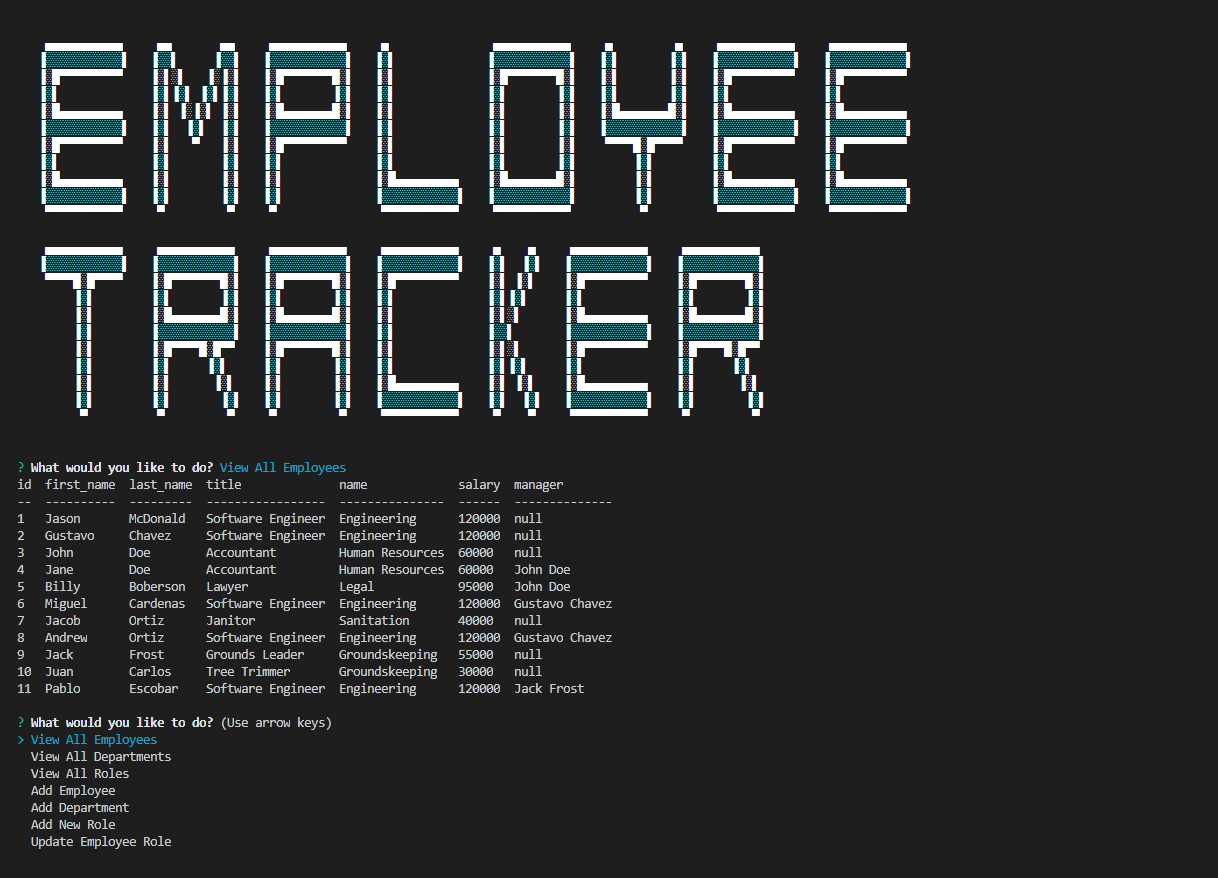 EMPLOYEE
TRACKER
? What would you like to do? View All Employees
id  first_name  last_name  title              name             salary  manager
--  ----------  ---------  -----------------  ---------------  ------  --------------
1   Jason       McDonald   Software Engineer  Engineering      120000  null
2   Gustavo     Chavez     Software Engineer  Engineering      120000  null
3   John        Doe        Accountant         Human Resources  60000   null
4   Jane        Doe        Accountant         Human Resources  60000   John Doe
5   Billy       Boberson   Lawyer             Legal            95000   John Doe
6   Miguel      Cardenas   Software Engineer  Engineering      120000  Gustavo Chavez
7   Jacob       Ortiz      Janitor            Sanitation       40000   null
8   Andrew      Ortiz      Software Engineer  Engineering      120000  Gustavo Chavez
9   Jack        Frost      Grounds Leader     Groundskeeping   55000   null
10  Juan        Carlos     Tree Trimmer       Groundskeeping   30000   null
11  Pablo       Escobar    Software Engineer  Engineering      120000  Jack Frost
? What would you like to do? (Use arrow keys)
> View All Employees
View All Departments
View All Roles
Add Employee
Add Department
Add New Role
Update Employee Role